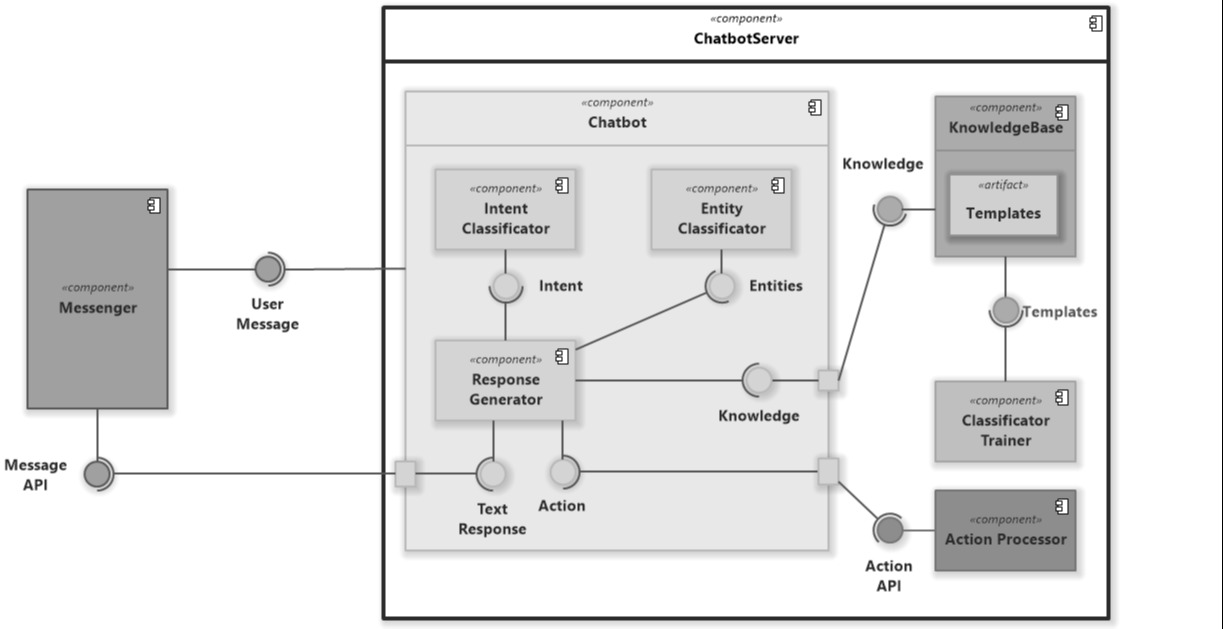 «component»
ChatbotServer
«component»
Chatbot
«component»
KnowledgeBase
«artifact»
Templates
Knowledge
«component»
Intent
Classificator
«component»
Entity
Classificator
«component»
Messenger
User
Message
Intent
Entities
Templates
«component»
Response
Generator
Knowledge
«component»
Classificator
Trainer
Message
API
Text
Response
Action
«component»
Action Processor
Action
API